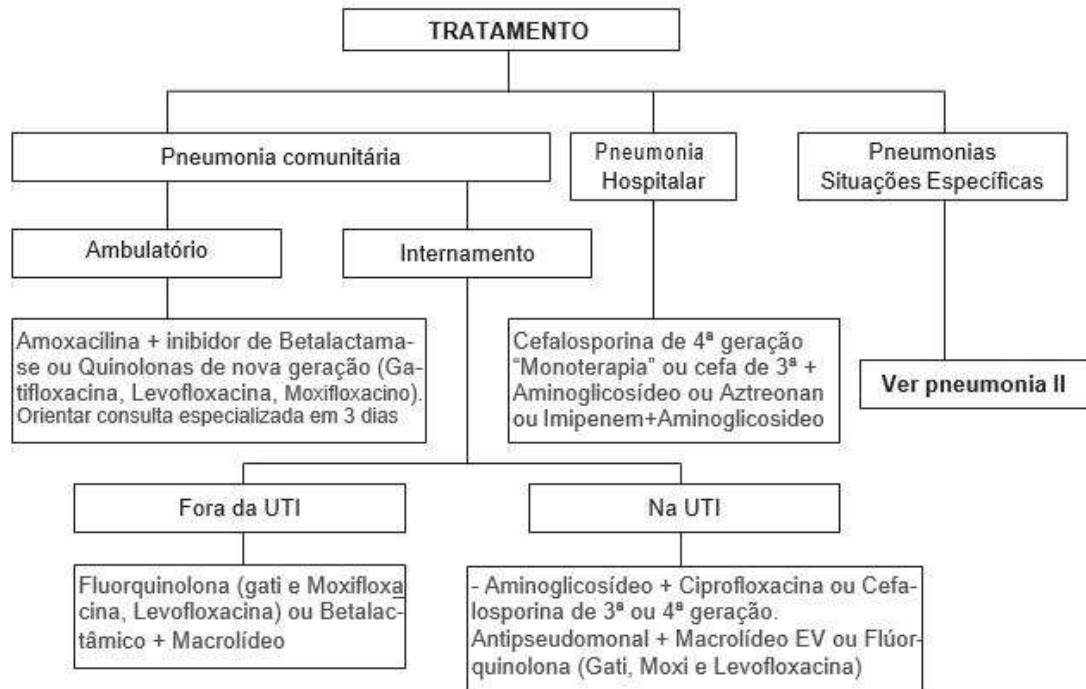 TRATAMENTO
Pneumonia comunitária
Pneumonia
Hospitalar
Pneumonias
Situações Específicas
Ambulatório
Internamento
Amoxacilina + inibidor de Betalactama-
se ou Quinolonas de nova geração (Ga-
tifloxacina, Levofloxacina, Moxifloxacino).
Orientar consulta especializada em 3 dias
Cefalosporina de 4ª geração
“Monoterapia” ou cefa de 3ª +
Aminoglicosídeo ou Aztreonan
ou Imipenem+Aminoglicosideo
Ver pneumonia II
Fora da UTI
Na UTI
Fluorquinolona (gati e Moxifloxa
cina, Levofloxacina) ou Betalac-
tâmico + Macrolídeo
- Aminoglicosídeo + Ciprofloxacina ou Cefa-
losporina de 3ª ou 4ª geração.
Antipseudomonal + Macrolídeo EV ou Flúor-
quinolona (Gati, Moxi e Levofloxacina)